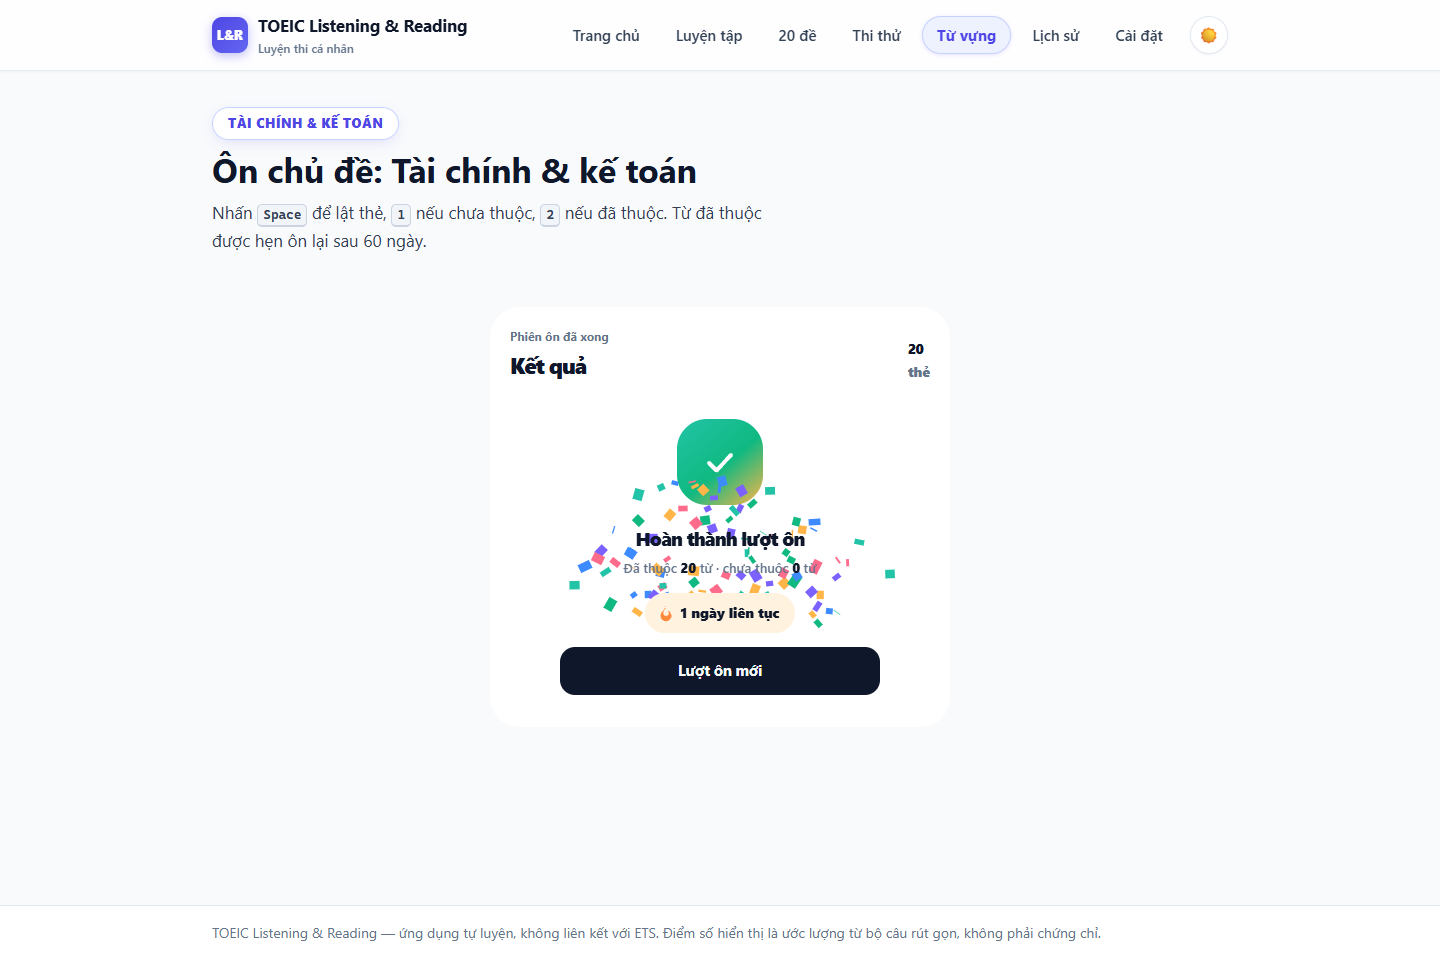 L&R
TOEIC Listening & Reading
Luyện thi cá nhân
Trang chủ
Luyện tập
20 đề
Thi thử
Từ vựng
Lịch sử
Cài đặt
TÀI CHÍNH & KẾ TOÁN
Ôn chủ đề: Tài chính & kế toán
Nhấn Space để lật thẻ, 1 nếu chưa thuộc, 2 nếu đã thuộc. Từ đã thuộc
được hẹn ôn lại sau 60 ngày.
Phiên ôn đã xong
Kết quả
20
thẻ
Hoàn thành lượt ôn
Đã thuộc 20 từ · chưa thuộc 0 từ
1 ngày liên tục
Lượt ôn mới
TOEIC Listening & Reading — ứng dụng tự luyện, không liên kết với ETS. Điểm số hiển thị là ước lượng từ bộ câu rút gọn, không phải chứng chỉ.